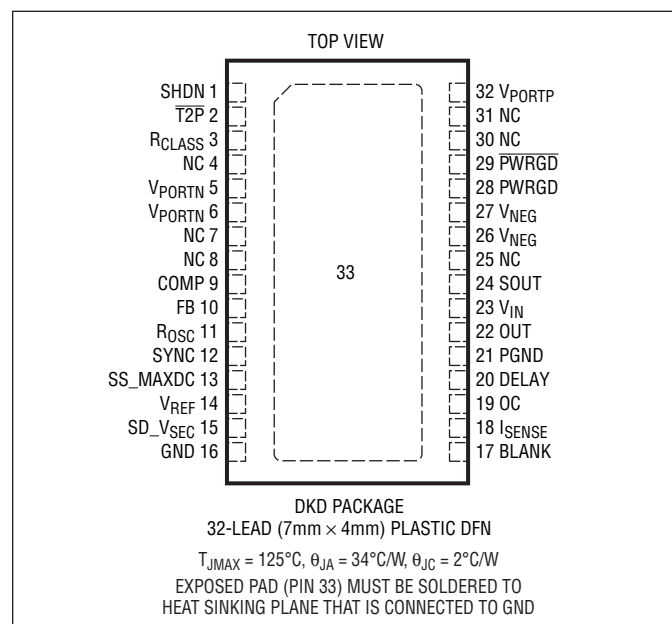 TOP VIEW
SHDN 1
T2P 2
RCLASS 3
NC 4
VPORTN 5
VPORTN 6
NC 7
NC 8
COMP 9
FB 10
ROSC 11
SYNC 12
SS_MAXDC 13
VREF 14
SD_VSEC 15
GND 16
33
32 VPORTP
31 NC
30 NC
29 PWRGD
28 PWRGD
27 VNEG
26 VNEG
25 NC
24 SOUT
23 VIN
22 OUT
21 PGND
20 DELAY
19 OC
18 ISENSE
17 BLANK
DKD PACKAGE
32-LEAD (7mm × 4mm) PLASTIC DFN
TJMAX = 125°C, θJA = 34°C/W, θJC = 2°C/W
EXPOSED PAD (PIN 33) MUST BE SOLDERED TO
HEAT SINKING PLANE THAT IS CONNECTED TO GND